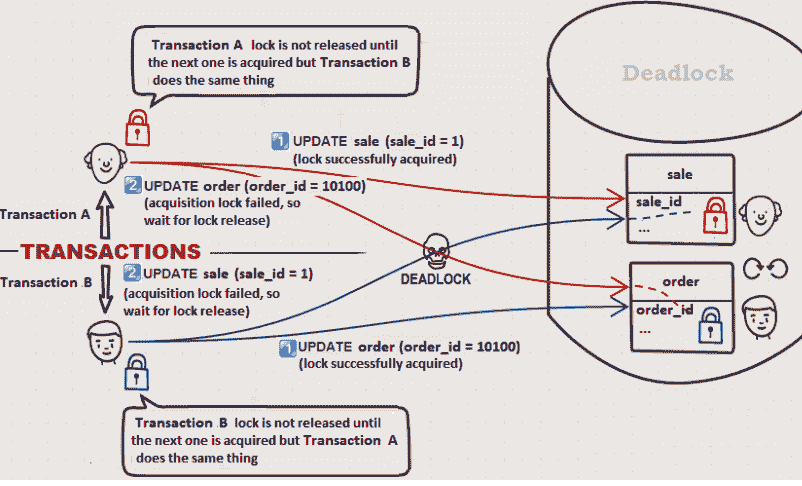 Transaction A lock is not released until
the next one is acquired but Transaction B
does the same thing
Deadlock
1 UPDATE sale (sale_id = 1)
(lock successfully acquired)
2 UPDATE order (order_id = 10100)
(acquisition lock failed, so
wait for lock release)
sale
sale_id
...
Transaction A
TRANSACTIONS
Transaction B
2 UPDATE sale (sale_id = 1)
(acquisition lock failed, so
wait for lock release)
DEADLOCK
order
order_id
...
1 UPDATE order (order_id = 10100)
(lock successfully acquired)
Transaction B lock is not released until
the next one is acquired but Transaction A
does the same thing